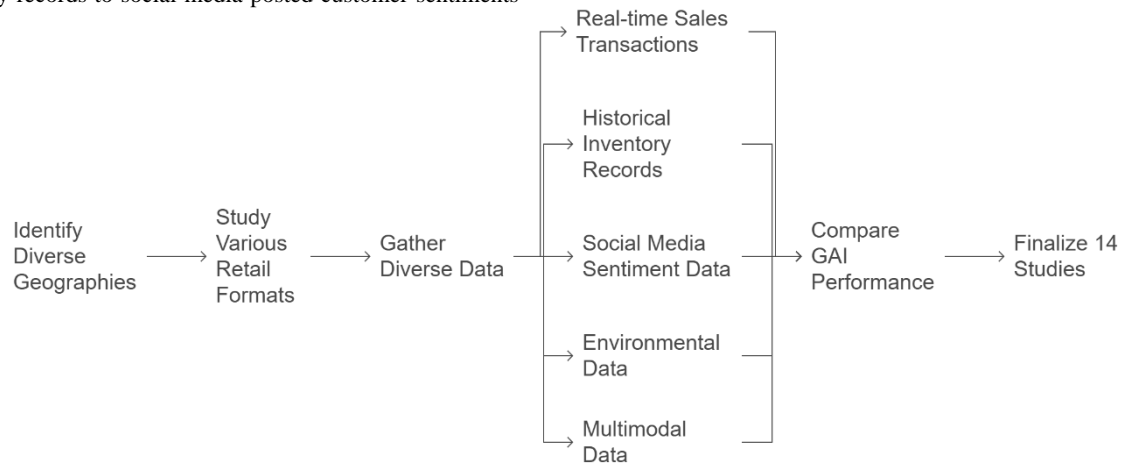 y records to social media posted customer sentiments
Real-time Sales
Transactions
Historical
Inventory
Records
Identify
Diverse
Geographies
Study
Various
Retail
Formats
Gather
Diverse Data
Social Media
Sentiment Data
Compare
GAI
Performance
Finalize 14
Studies
Environmental
Data
Multimodal
Data